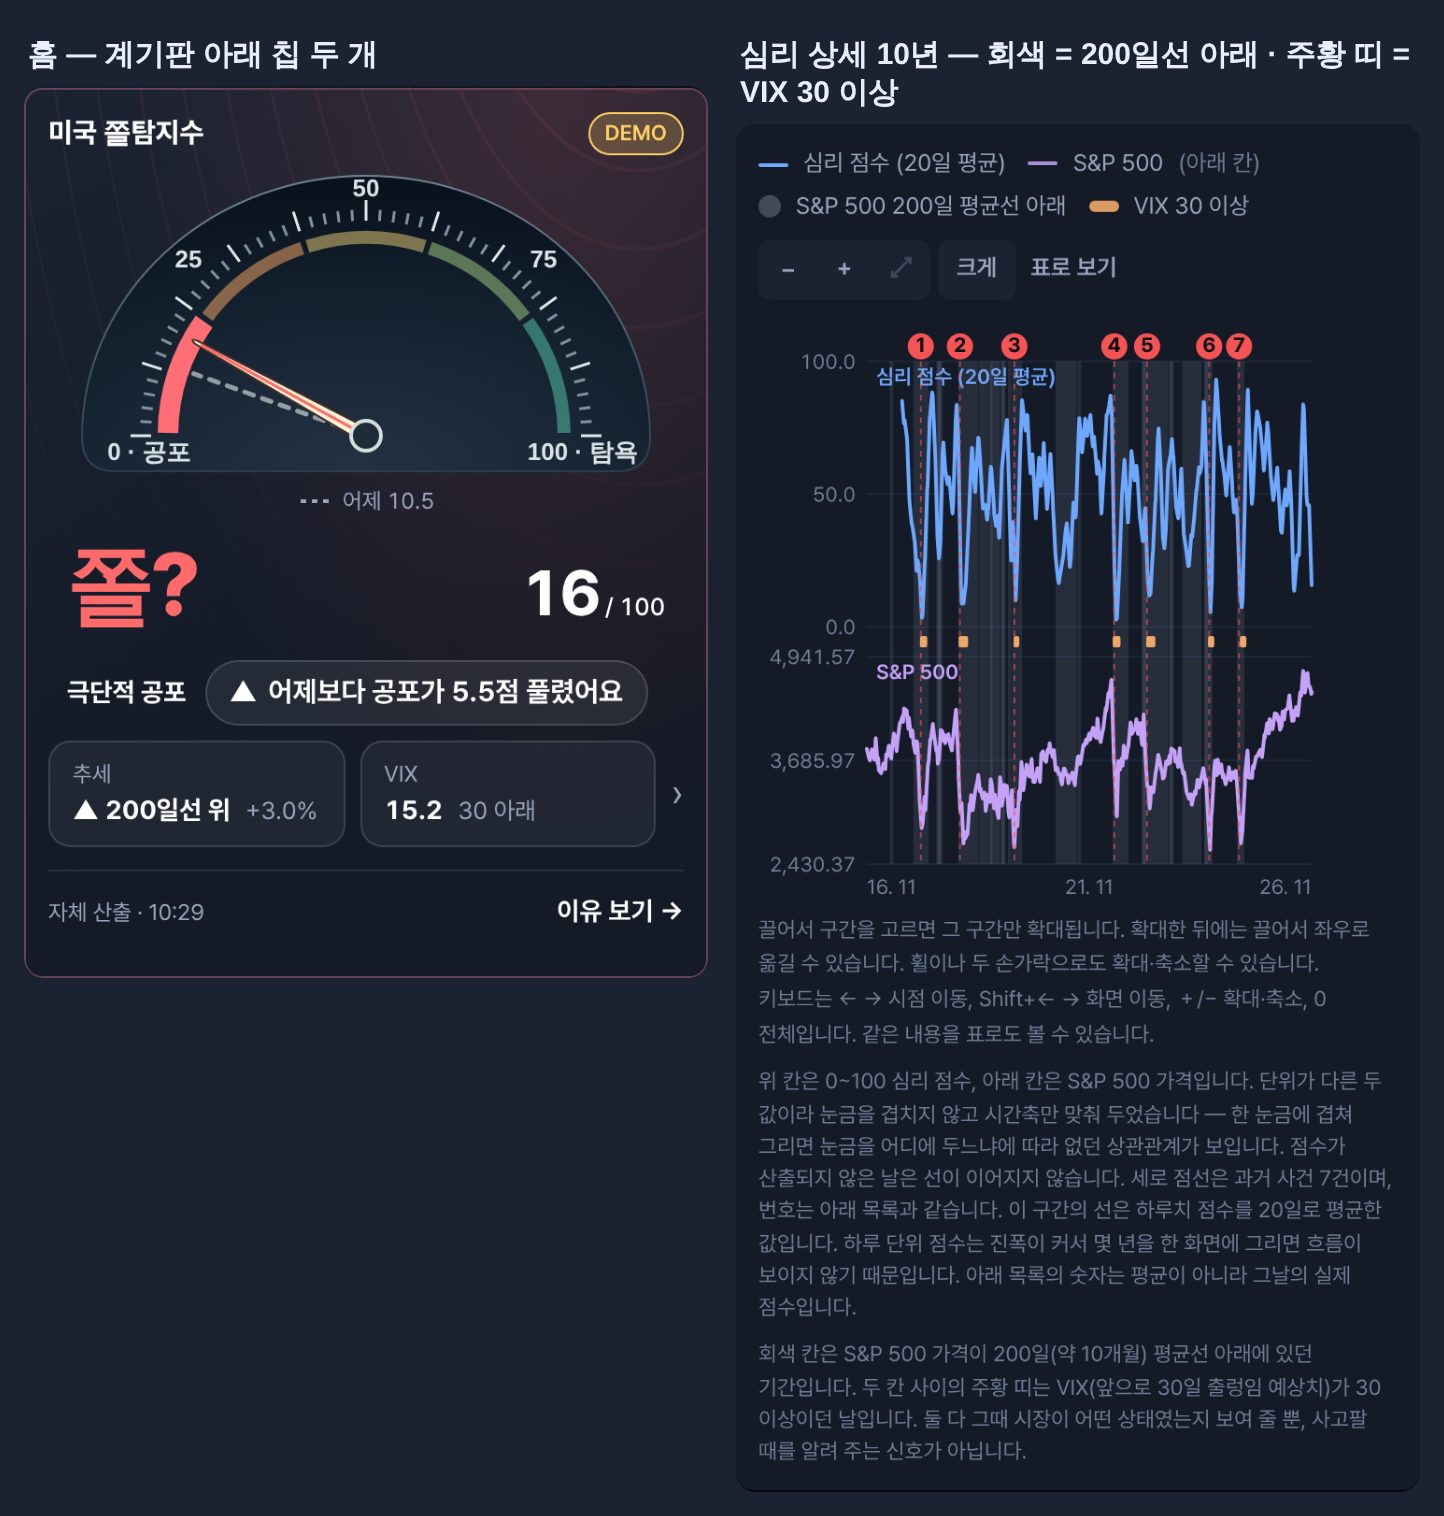 홈 — 계기판 아래 칩 두 개
미국 쫄탐지수
DEMO
50
25
75
0 · 공포
100 · 탐욕
어제 10.5
쫄?
16 / 100
극단적 공포
▲ 어제보다 공포가 5.5점 풀렸어요
추세
▲ 200일선 위 +3.0%
VIX
15.2 30 아래
›
자체 산출 · 10:29
이유 보기 →
심리 상세 10년 — 회색 = 200일선 아래 · 주황 띠 =
VIX 30 이상
심리 점수 (20일 평균)
S&P 500 (아래 칸)
S&P 500 200일 평균선 아래
VIX 30 이상
− + ⤢
크게
표로 보기
1 2 3 4 5 6 7
100.0
심리 점수 (20일 평균)
50.0
0.0
4,941.57
S&P 500
3,685.97
2,430.37
16. 11
21. 11
26. 11
끌어서 구간을 고르면 그 구간만 확대됩니다. 확대한 뒤에는 끌어서 좌우로
옮길 수 있습니다. 휠이나 두 손가락으로도 확대·축소할 수 있습니다.
키보드는 ← → 시점 이동, Shift+← → 화면 이동, +/− 확대·축소, 0
전체입니다. 같은 내용을 표로도 볼 수 있습니다.
위 칸은 0~100 심리 점수, 아래 칸은 S&P 500 가격입니다. 단위가 다른 두
값이라 눈금을 겹치지 않고 시간축만 맞춰 두었습니다 — 한 눈금에 겹쳐
그리면 눈금을 어디에 두느냐에 따라 없던 상관관계가 보입니다. 점수가
산출되지 않은 날은 선이 이어지지 않습니다. 세로 점선은 과거 사건 7건이며,
번호는 아래 목록과 같습니다. 이 구간의 선은 하루치 점수를 20일로 평균한
값입니다. 하루 단위 점수는 진폭이 커서 몇 년을 한 화면에 그리면 흐름이
보이지 않기 때문입니다. 아래 목록의 숫자는 평균이 아니라 그날의 실제
점수입니다.
회색 칸은 S&P 500 가격이 200일(약 10개월) 평균선 아래에 있던
기간입니다. 두 칸 사이의 주황 띠는 VIX(앞으로 30일 출렁임 예상치)가 30
이상이던 날입니다. 둘 다 그때 시장이 어떤 상태였는지 보여 줄 뿐, 사고팔
때를 알려 주는 신호가 아닙니다.